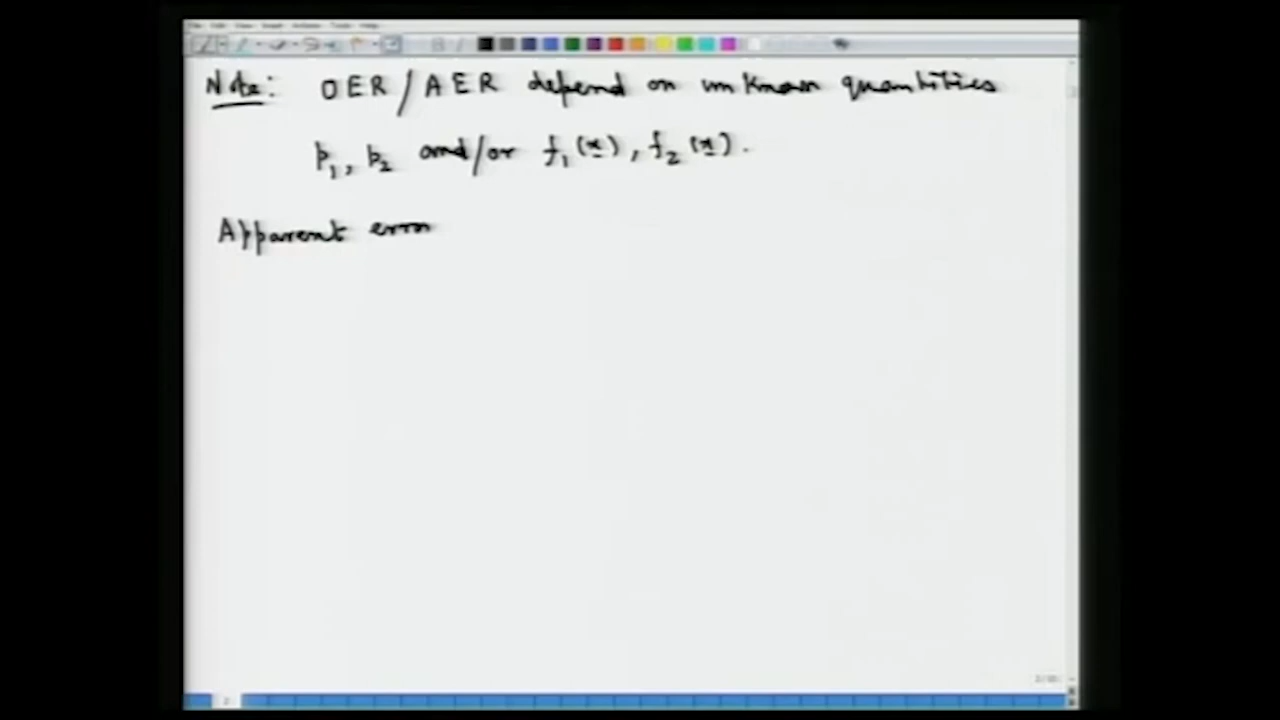 Note: OER/AER depend on unknown quantities
p₁, p₂ and/or f₁(x), f₂(x).
Apparent error